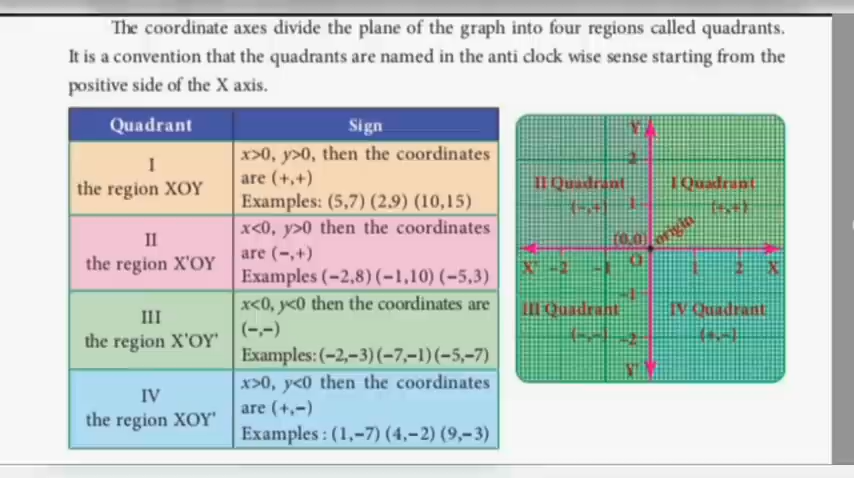 The coordinate axes divide the plane of the graph into four regions called quadrants.
It is a convention that the quadrants are named in the anti clock wise sense starting from the
positive side of the X axis.
Quadrant Sign
I
the region XOY
x>0, y>0, then the coordinates
are (+,+)
Examples: (5,7) (2,9) (10,15)
II
the region X'OY
x<0, y>0 then the coordinates
are (−,+)
Examples (−2,8) (−1,10) (−5,3)
III
the region X'OY'
x<0, y<0 then the coordinates are
(−,−)
Examples: (−2,−3) (−7,−1) (−5,−7)
IV
the region XOY'
x>0, y<0 then the coordinates
are (+,−)
Examples : (1,−7) (4,−2) (9,−3)
Y
2
II Quadrant I Quadrant
(−,+) 1 (+,+)
(0,0) origin
X' −2 −1 O 1 2 X
−1
III Quadrant IV Quadrant
(−,−) −2 (+,−)
Y'